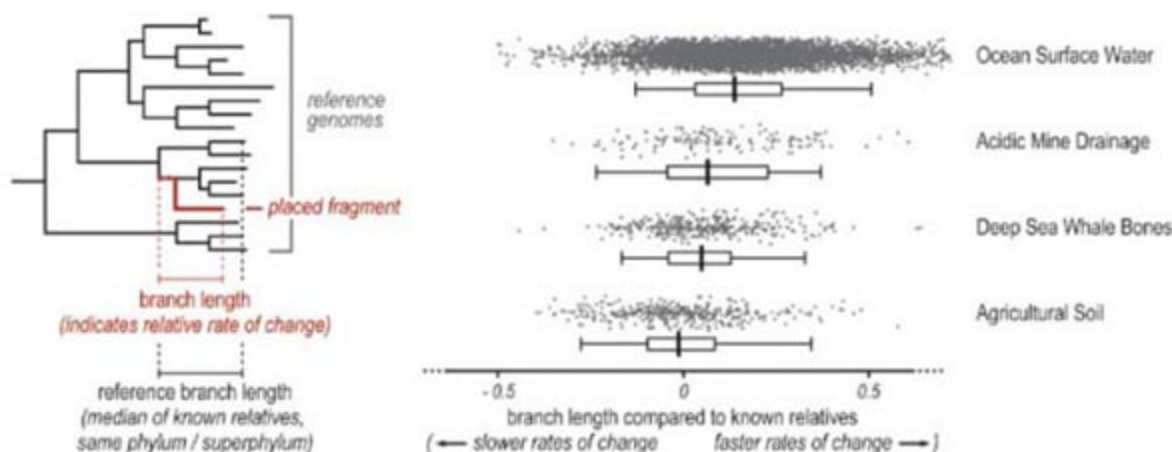 reference
genomes
placed fragment
branch length
(indicates relative rate of change)
reference branch length
(median of known relatives,
same phylum / superphylum)
Ocean Surface Water
Acidic Mine Drainage
Deep Sea Whale Bones
Agricultural Soil
- 0.5 0 0.5
branch length compared to known relatives
( ← slower rates of change faster rates of change → )